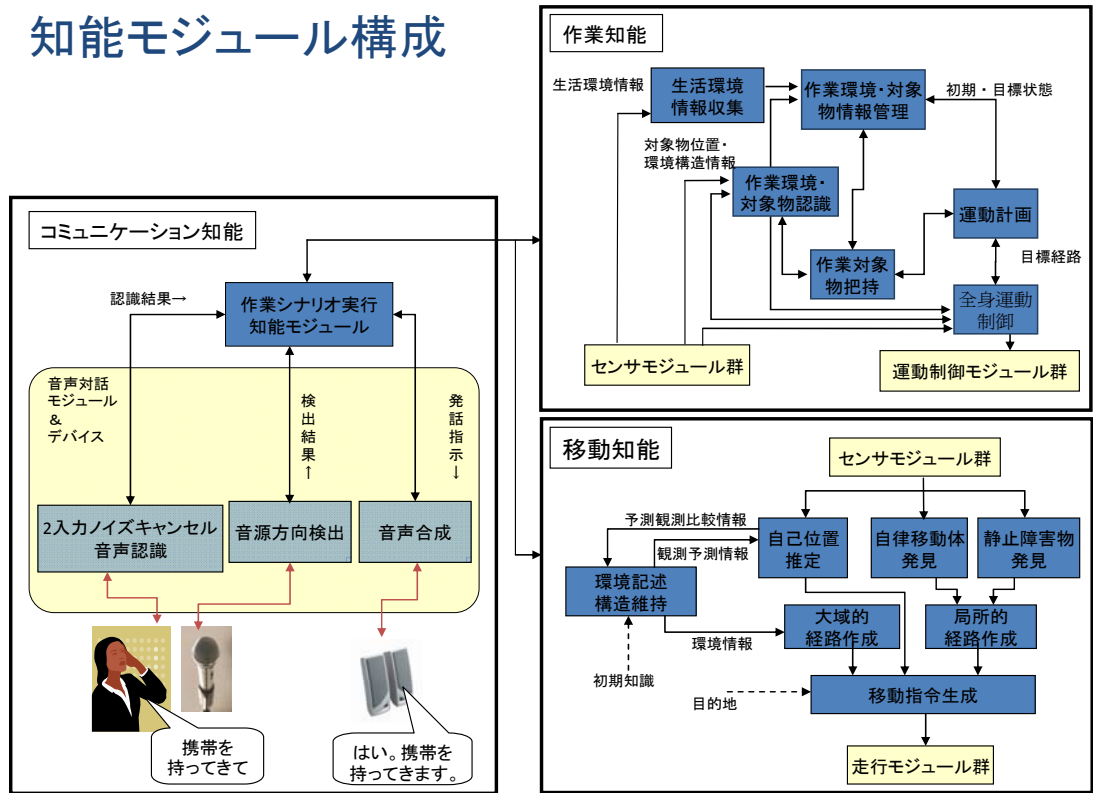 知能モジュール構成
コミュニケーション知能
認識結果→
作業シナリオ実行
知能モジュール
音声対話
モジュール
&
デバイス
検出結果→
発話指示→
2入力ノイズキャンセル
音声認識
音源方向検出
音声合成
携帯を
持ってきて
はい。携帯を
持ってきます。
作業知能
生活環境情報
生活環境
情報収集
作業環境・対象
物情報管理
初期・目標状態
対象物位置・
環境構造情報
作業環境・
対象物認識
運動計画
作業対象
物把持
目標経路
全身運動
制御
センサモジュール群
運動制御モジュール群
移動知能
センサモジュール群
予測観測比較情報
観測予測情報
自己位置
推定
自律移動体
発見
静止障害物
発見
環境記述
構造維持
大域的
経路作成
局所的
経路作成
環境情報
初期知識
目的地
移動指令生成
走行モジュール群